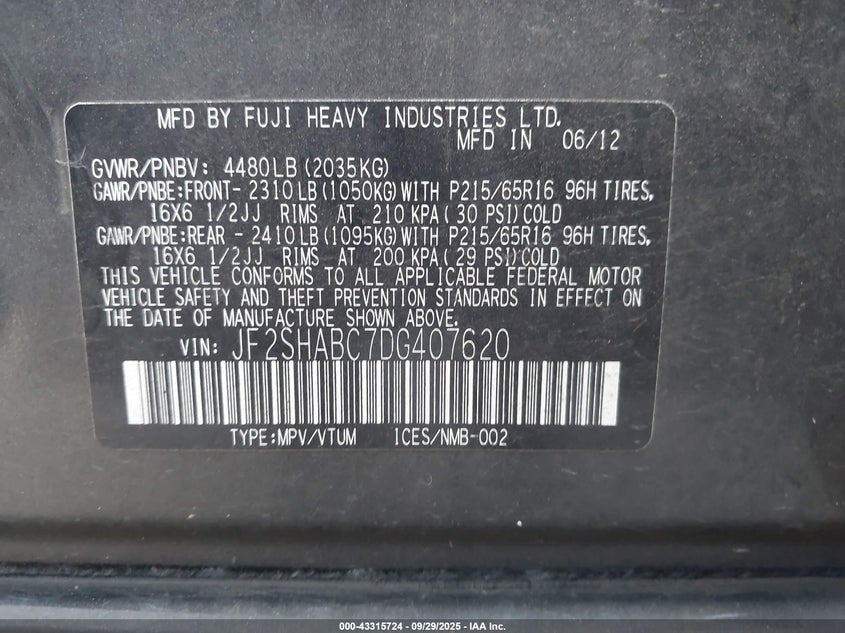 MFD BY FUJI HEAVY INDUSTRIES LTD.
MFD IN 06/12
GVWR/PNBV: 4480LB (2035KG)
GAWR/PNBE:FRONT- 2310LB (1050KG) WITH P215/65R16 96H TIRES,
16X6 1/2JJ RIMS AT 210 KPA ( 30 PSI) COLD
GAWR/PNBE:REAR - 2410LB (1095KG) WITH P215/65R16 96H TIRES,
16X6 1/2JJ RIMS AT 200 KPA ( 29 PSI) COLD
THIS VEHICLE CONFORMS TO ALL APPLICABLE FEDERAL MOTOR
VEHICLE SAFETY AND THEFT PREVENTION STANDARDS IN EFFECT ON
THE DATE OF MANUFACTURE SHOWN ABOVE.
VIN: JF2SHABC7DG407620
TYPE:MPV/VTUM ICES/NMB-002
000-43315724 - 09/29/2025 - IAA Inc.